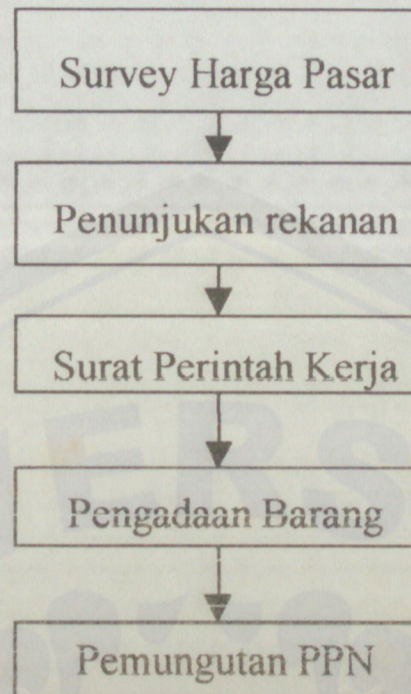 Survey Harga Pasar
Penunjukan rekanan
Surat Perintah Kerja
Pengadaan Barang
Pemungutan PPN